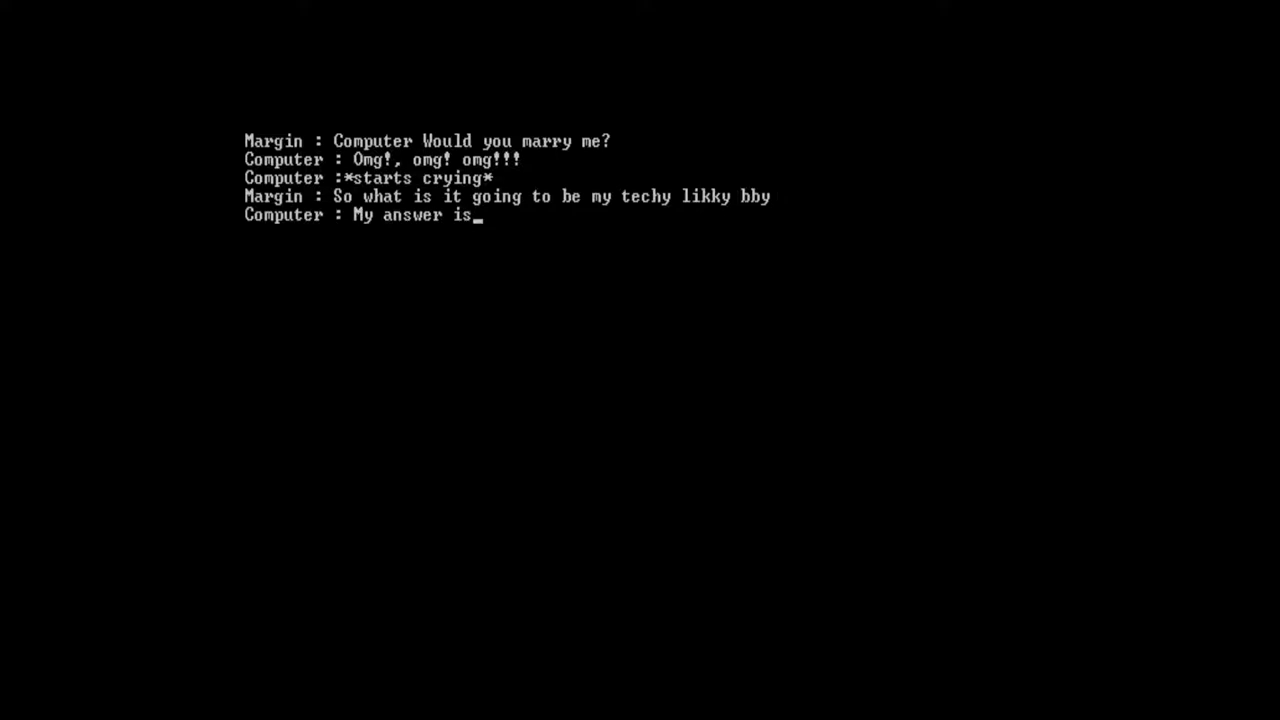 Margin : Computer Would you marry me?
Computer : Omg!, omg! omg!!!
Computer :*starts crying*
Margin : So what is it going to be my techy likky bby
Computer : My answer is_